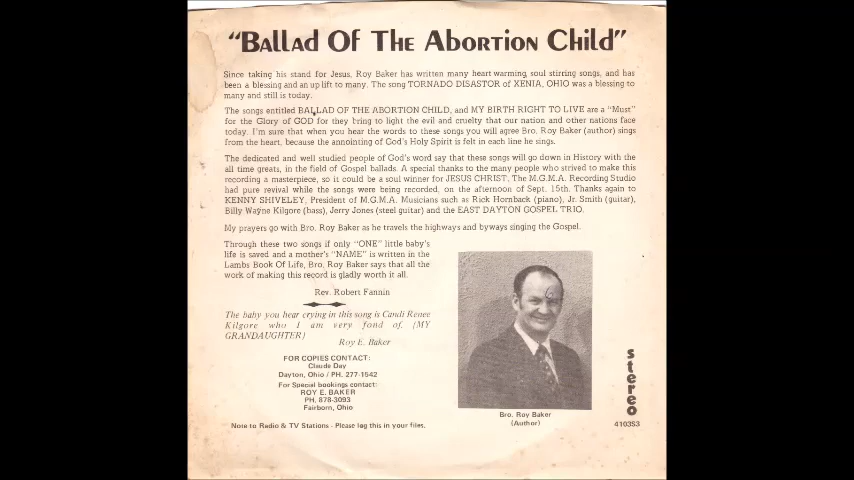 "Ballad Of The Abortion Child"
Since taking his stand for Jesus, Roy Baker has written many heart warming, soul stirring songs, and has
been a blessing and an up lift to many. The song TORNADO DISASTOR of XENIA, OHIO was a blessing to
many and still is today.
The songs entitled BALLAD OF THE ABORTION CHILD, and MY BIRTH RIGHT TO LIVE are a "Must"
for the Glory of GOD for they bring to light the evil and cruelty that our nation and other nations face
today. I'm sure that when you hear the words to these songs you will agree Bro. Roy Baker (author) sings
from the heart, because the annointing of God's Holy Spirit is felt in each line he sings.
The dedicated and well studied people of God's word say that these songs will go down in History with the
all time greats, in the field of Gospel ballads. A special thanks to the many people who strived to make this
recording a masterpiece, so it could be a soul winner for JESUS CHRIST. The M.G.M.A. Recording Studio
had pure revival while the songs were being recorded, on the afternoon of Sept. 15th. Thanks again to
KENNY SHIVELEY, President of M.G.M.A. Musicians such as Rick Hornback (piano), Jr. Smith (guitar),
Billy Wayne Kilgore (bass), Jerry Jones (steel guitar) and the EAST DAYTON GOSPEL TRIO.
My prayers go with Bro. Roy Baker as he travels the highways and byways singing the Gospel.
Through these two songs if only "ONE" little baby's
life is saved and a mother's "NAME" is written in the
Lambs Book Of Life, Bro. Roy Baker says that all the
work of making this record is gladly worth it all.
Rev. Robert Fannin
The baby you hear crying in this song is Candi Renee
Kilgore who I am very fond of. (MY
GRANDAUGHTER)
Roy E. Baker
FOR COPIES CONTACT:
Claude Day
Dayton, Ohio / PH. 277-1542
For Special bookings contact:
ROY E. BAKER
PH. 878-3093
Fairborn, Ohio
Note to Radio & TV Stations - Please log this in your files.
Bro. Roy Baker
(Author)
stereo
410353